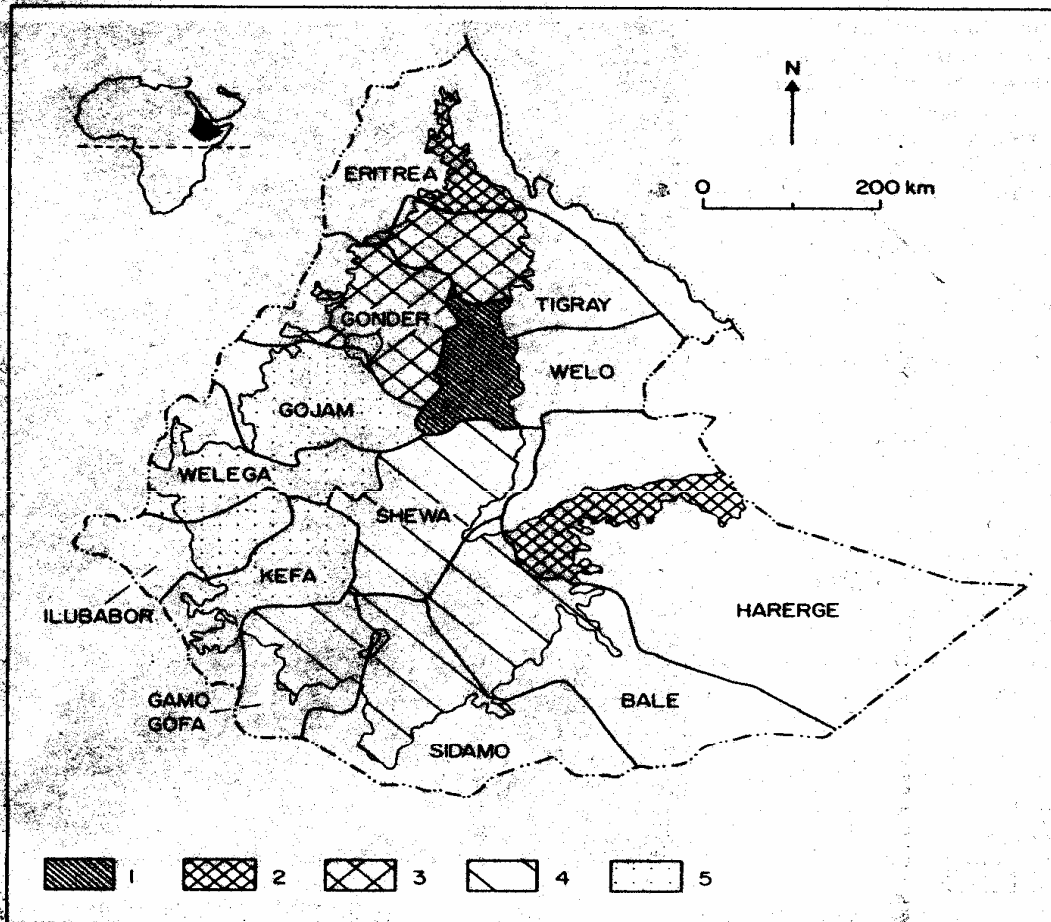 N
0 200 km
ERITREA
TIGRAY
GONDER
WELO
GOJAM
WELEGA
SHEWA
KEFA
ILUBABOR
HARERGE
GAMO
GOFA
BALE
SIDAMO
1 2 3 4 5